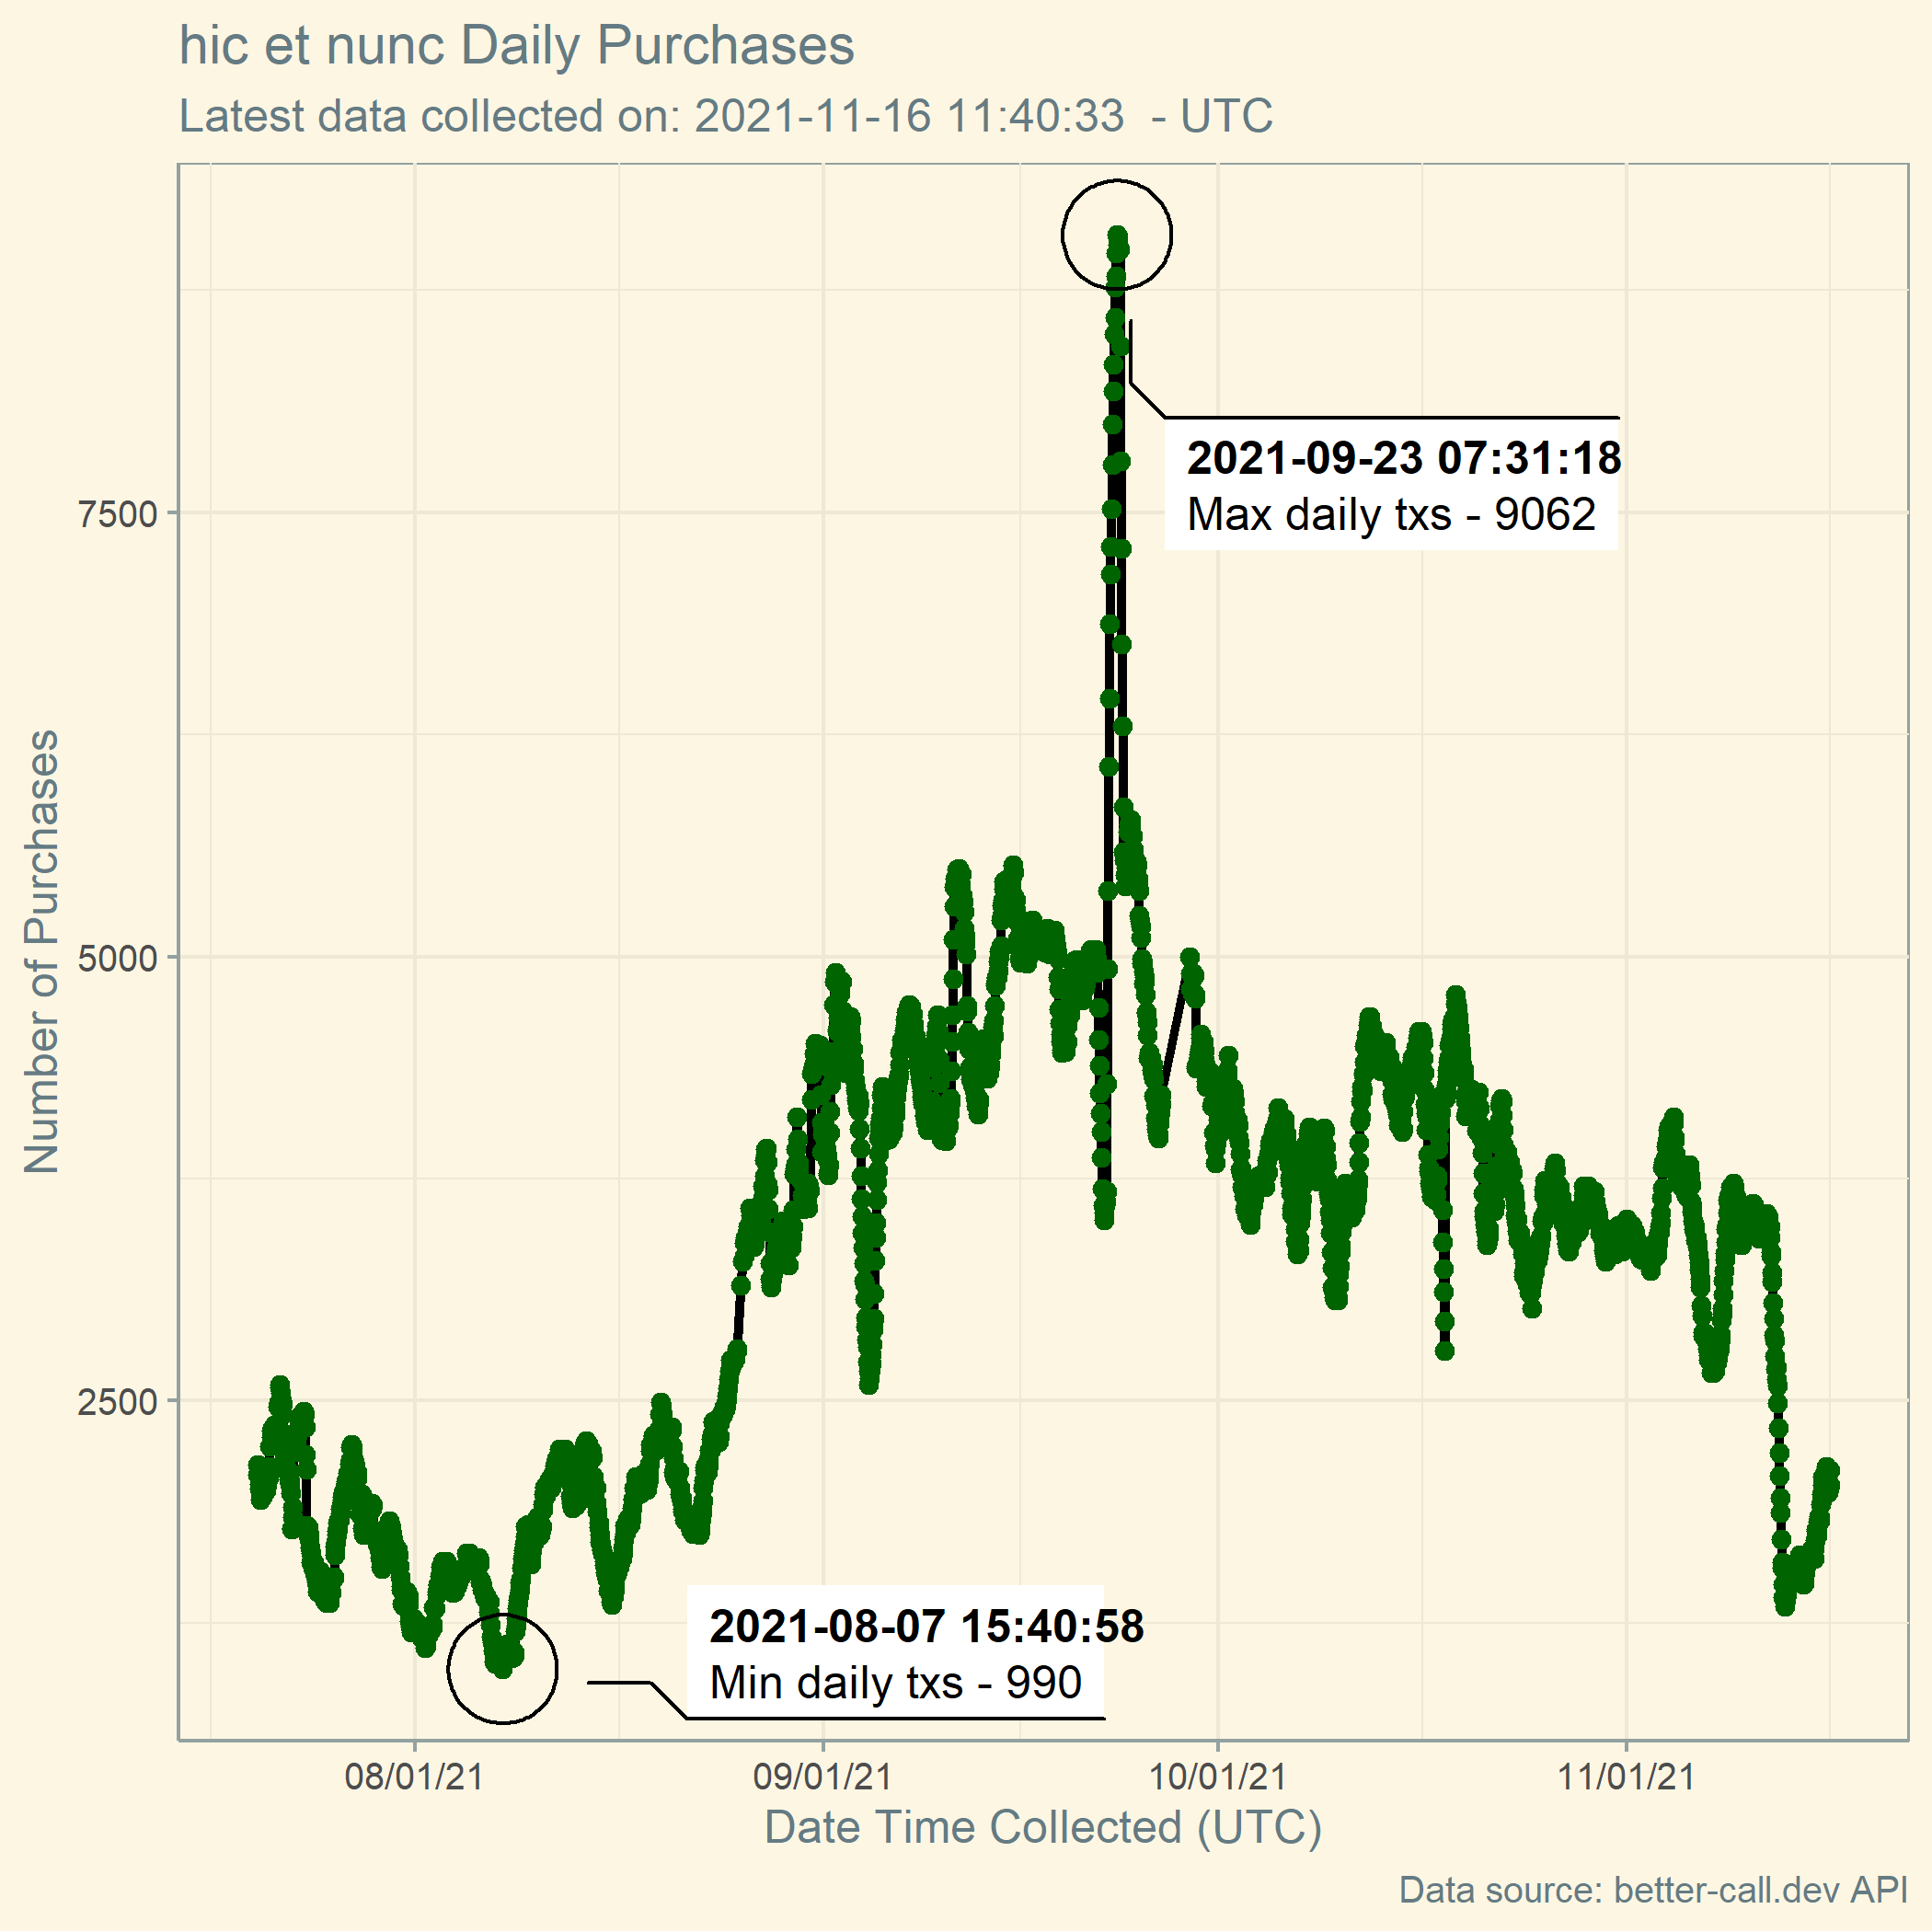 hic et nunc Daily Purchases
Latest data collected on: 2021-11-16 11:40:33  - UTC
2021-09-23 07:31:18
Max daily txs - 9062
7500
5000
2500
Number of Purchases
2021-08-07 15:40:58
Min daily txs - 990
08/01/21
09/01/21
10/01/21
11/01/21
Date Time Collected (UTC)
Data source: better-call.dev API